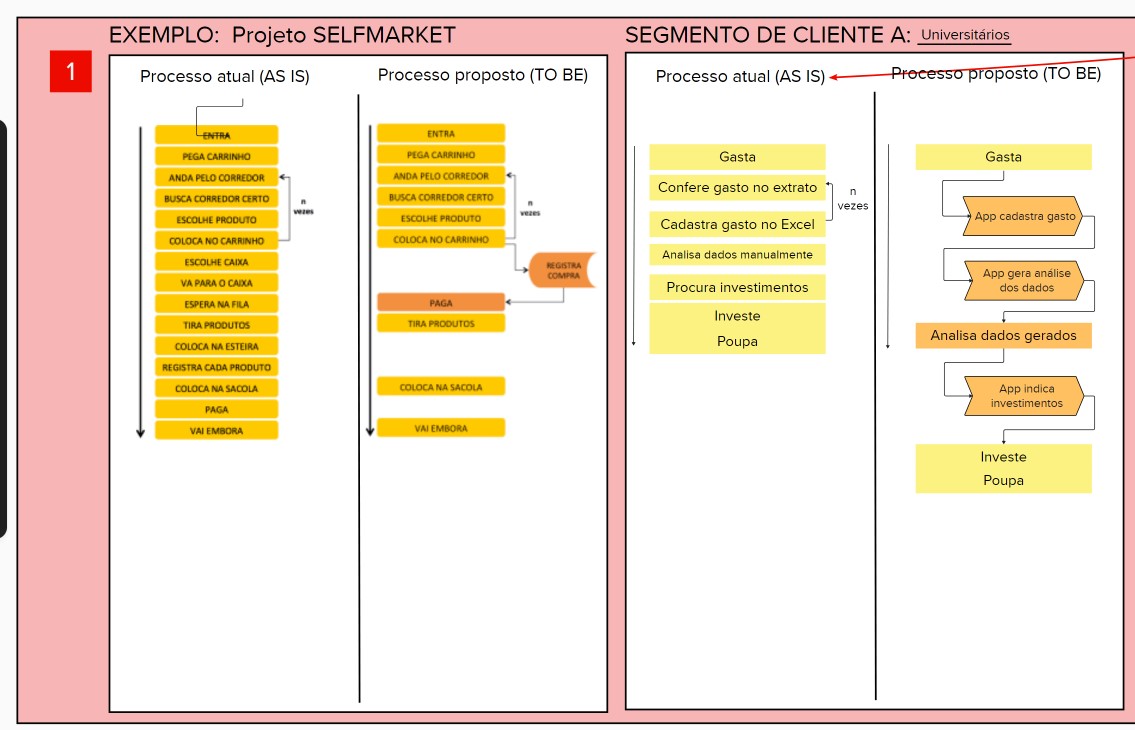 EXEMPLO: Projeto SELFMARKET
1
Processo atual (AS IS)
ENTRA
PEGA CARRINHO
ANDA PELO CORREDOR
BUSCA CORREDOR CERTO
ESCOLHE PRODUTO
COLOCA NO CARRINHO
n
vezes
ESCOLHE CAIXA
VA PARA O CAIXA
ESPERA NA FILA
TIRA PRODUTOS
COLOCA NA ESTEIRA
REGISTRA CADA PRODUTO
COLOCA NA SACOLA
PAGA
VAI EMBORA
Processo proposto (TO BE)
ENTRA
PEGA CARRINHO
ANDA PELO CORREDOR
BUSCA CORREDOR CERTO
ESCOLHE PRODUTO
COLOCA NO CARRINHO
n
vezes
REGISTRA
COMPRA
PAGA
TIRA PRODUTOS
COLOCA NA SACOLA
VAI EMBORA
SEGMENTO DE CLIENTE A: Universitários
Processo atual (AS IS)
Gasta
Confere gasto no extrato
Cadastra gasto no Excel
n
vezes
Analisa dados manualmente
Procura investimentos
Investe
Poupa
Processo proposto (TO BE)
Gasta
App cadastra gasto
App gera análise
dos dados
Analisa dados gerados
App indica
investimentos
Investe
Poupa